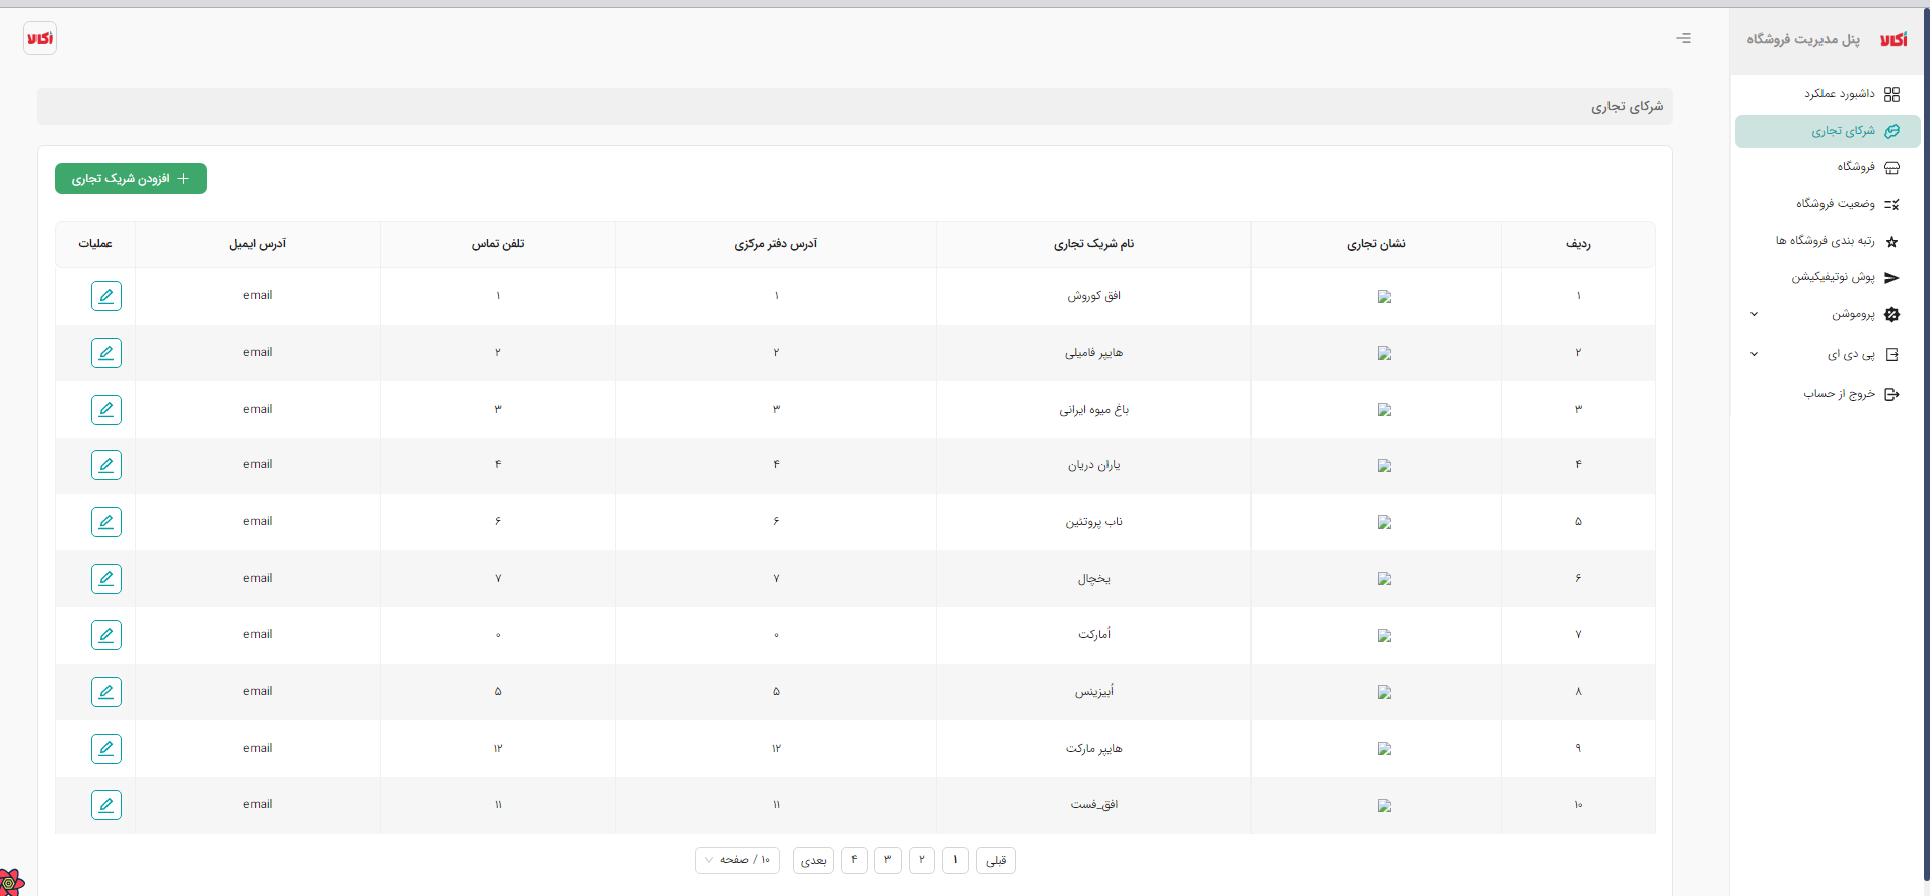 اُکالا
پنل مدیریت فروشگاه
داشبورد عملکرد
شرکای تجاری
فروشگاه
وضعیت فروشگاه
رتبه بندی فروشگاه ها
پوش نوتیفیکیشن
پروموشن
پی دی ای
خروج از حساب
اُکالا
شرکای تجاری
افزودن شریک تجاری
ردیف نشان تجاری نام شریک تجاری آدرس دفتر مرکزی تلفن تماس آدرس ایمیل عملیات
۱ افق کوروش ۱ ۱ email
۲ هایپر فامیلی ۲ ۲ email
۳ باغ میوه ایرانی ۳ ۳ email
۴ یاران دریان ۴ ۴ email
۵ ناب پروتئین ۶ ۶ email
۶ یخچال ۷ ۷ email
۷ اُمارکت ۰ ۰ email
۸ اُبیزینس ۵ ۵ email
۹ هایپر مارکت ۱۲ ۱۲ email
۱۰ افق_فست ۱۱ ۱۱ email
قبلی ۱ ۲ ۳ ۴ بعدی ۱۰ / صفحه